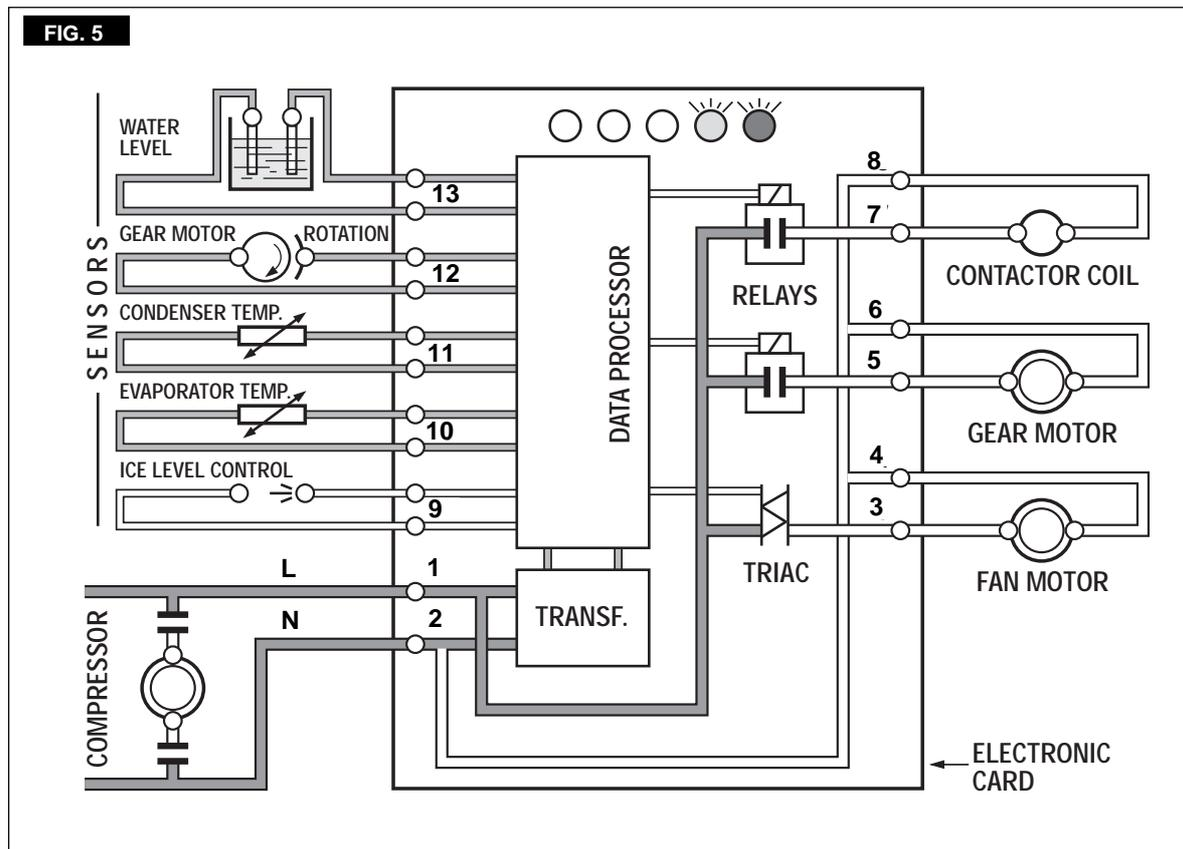 FIG. 5
WATER
LEVEL
13
GEAR MOTOR ROTATION
12
CONDENSER TEMP.
11
EVAPORATOR TEMP.
10
ICE LEVEL CONTROL
9
SENSORS
L
1
N
2
COMPRESSOR
DATA PROCESSOR
TRANSF.
RELAYS
TRIAC
8
7
CONTACTOR COIL
6
5
GEAR MOTOR
4
3
FAN MOTOR
ELECTRONIC
CARD